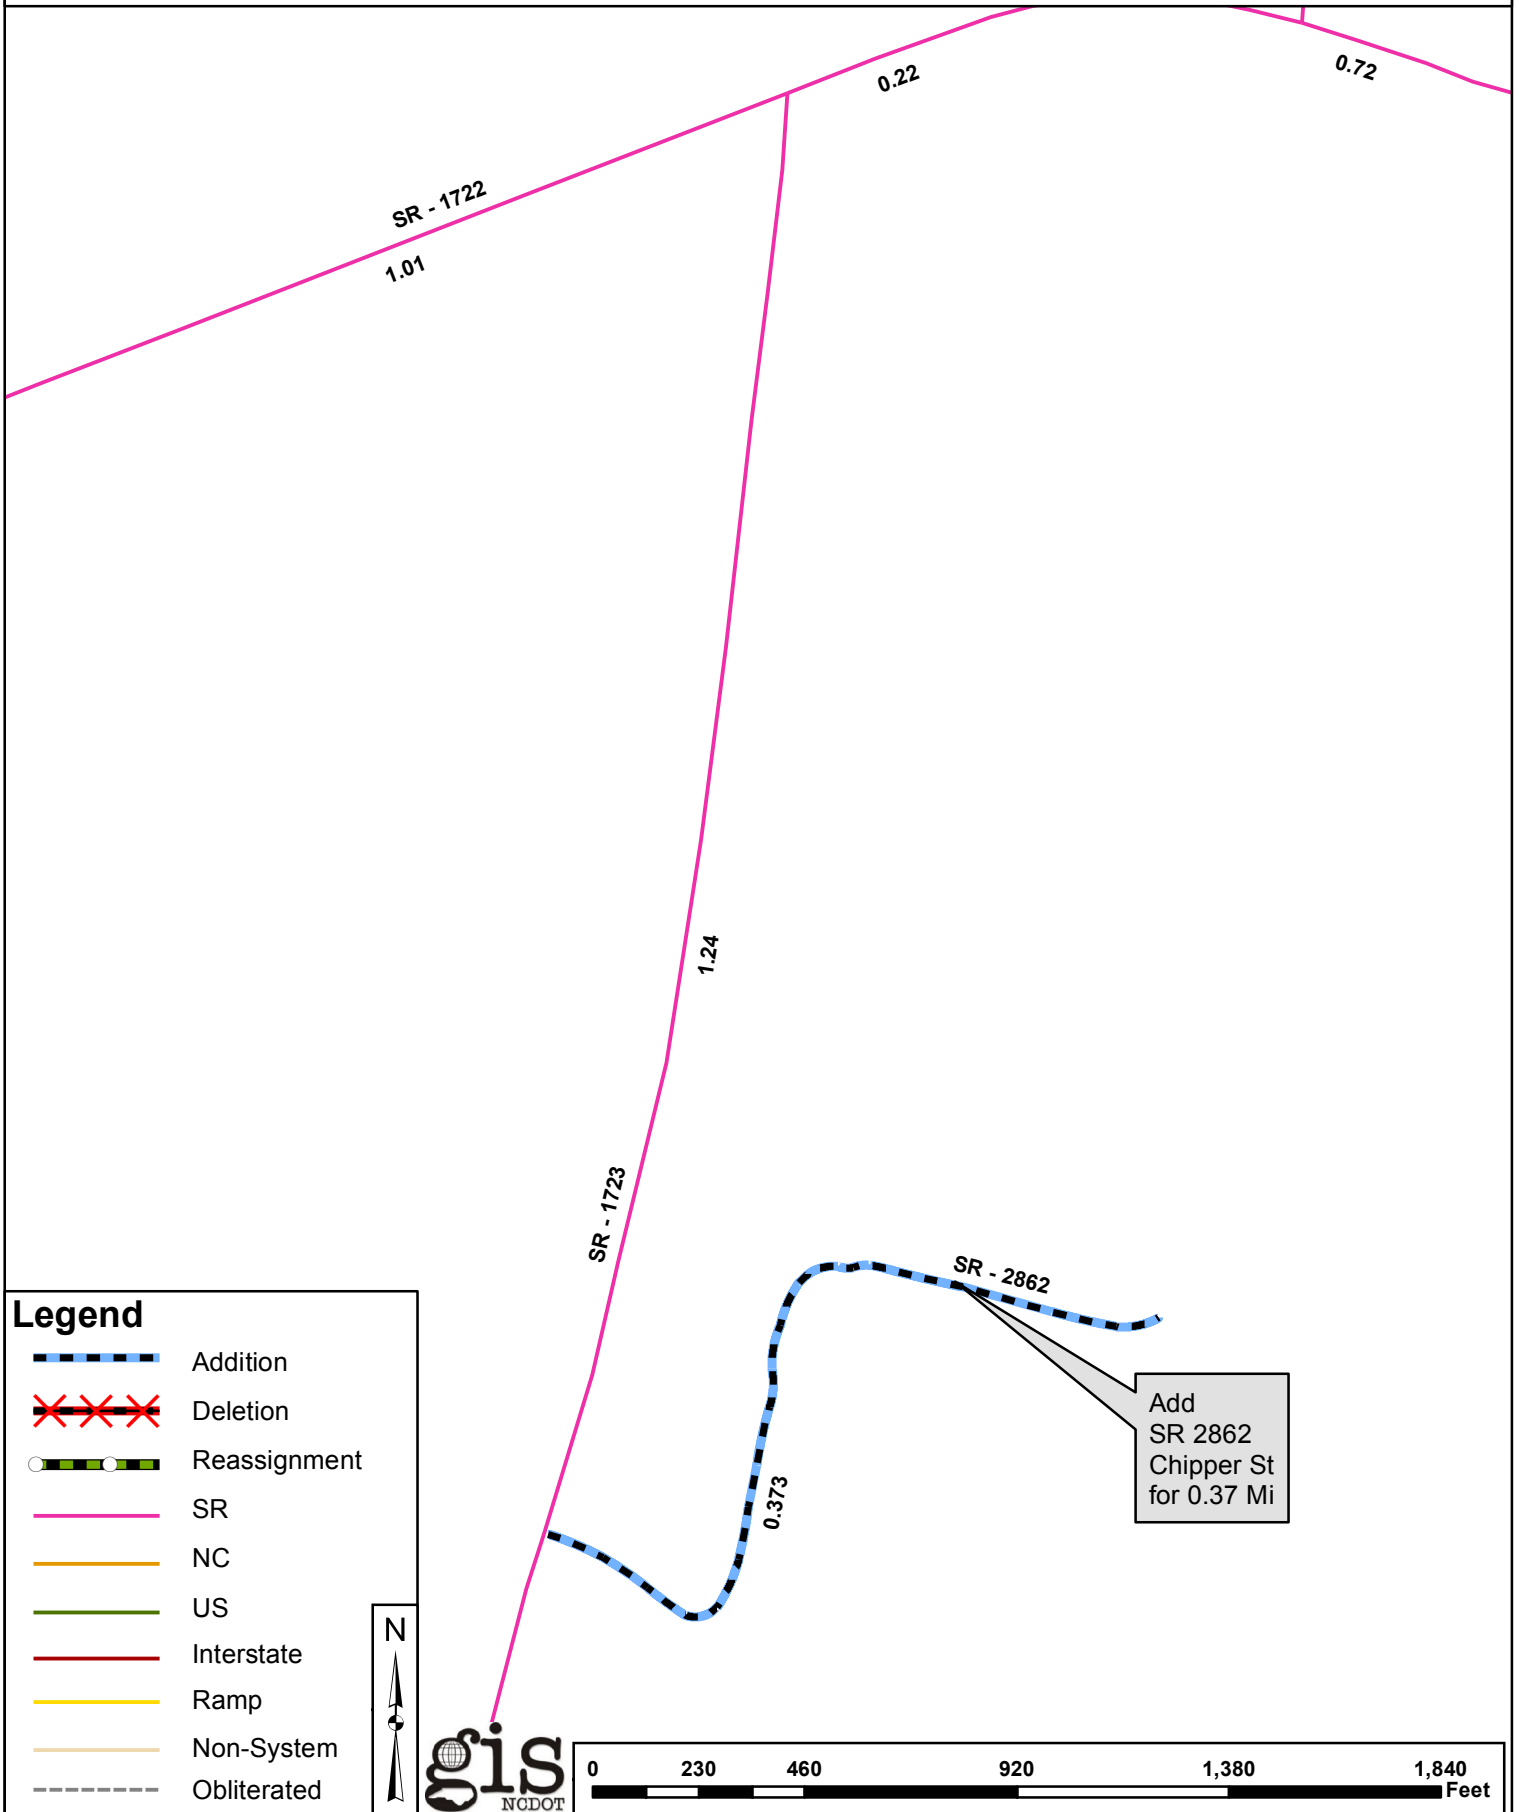 0.22
0.72
SR - 1722
1.01
1.24
SR - 1723
SR - 2862
Add
SR 2862
Chipper St
for 0.37 Mi
0.373
Legend
Addition
Deletion
Reassignment
SR
NC
US
Interstate
Ramp
Non-System
Obliterated
N
gis
NCDOT
0 230 460 920 1,380 1,840
Feet